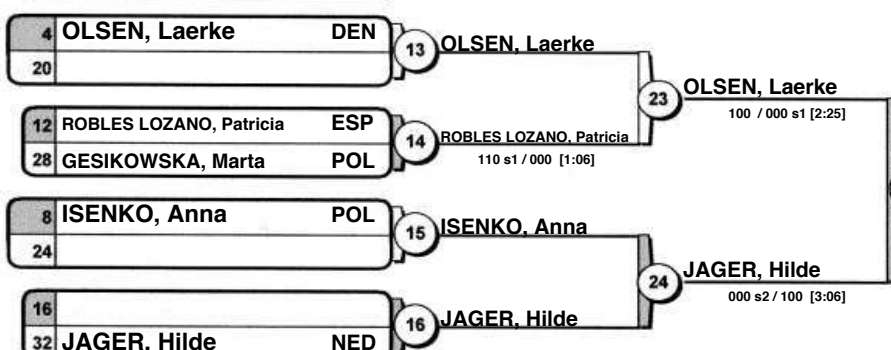 4 OLSEN, Laerke DEN
20
13 OLSEN, Laerke
12 ROBLES LOZANO, Patricia ESP
28 GESIKOWSKA, Marta POL
14 ROBLES LOZANO, Patricia
110 s1 / 000 [1:06]
23 OLSEN, Laerke
100 / 000 s1 [2:25]
8 ISENKO, Anna POL
24
15 ISENKO, Anna
16
32 JAGER, Hilde NED
16 JAGER, Hilde
24 JAGER, Hilde
000 s2 / 100 [3:06]